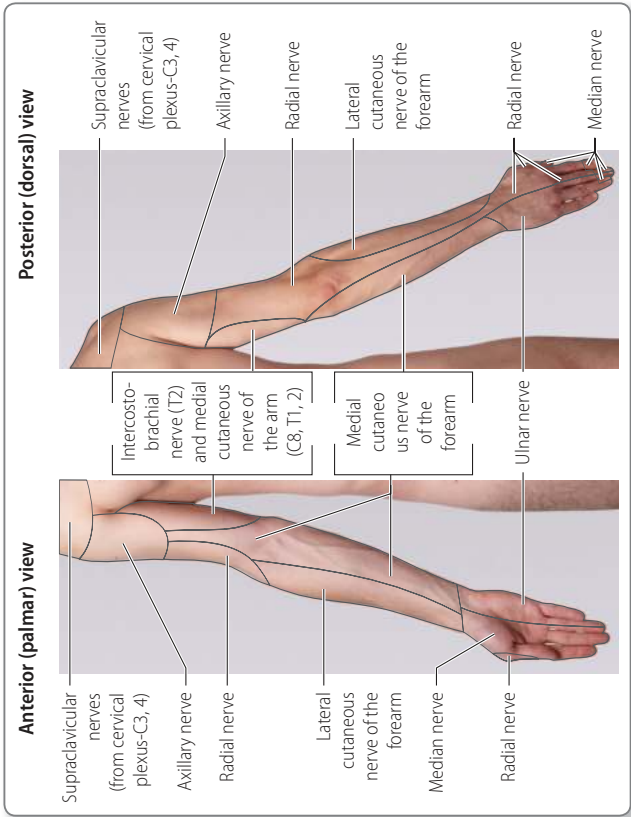 Anterior (palmar) view
Supraclavicular
nerves
(from cervical
plexus-C3, 4)
Axillary nerve
Radial nerve
Lateral
cutaneous
nerve of the
forearm
Median nerve
Radial nerve
Intercosto-
brachial
nerve (T2)
and medial
cutaneous
nerve of
the arm
(C8, T1, 2)
Medial
cutaneo
us nerve
of the
forearm
Ulnar nerve
Posterior (dorsal) view
Supraclavicular
nerves
(from cervical
plexus-C3, 4)
Axillary nerve
Radial nerve
Lateral
cutaneous
nerve of the
forearm
Radial nerve
Median nerve